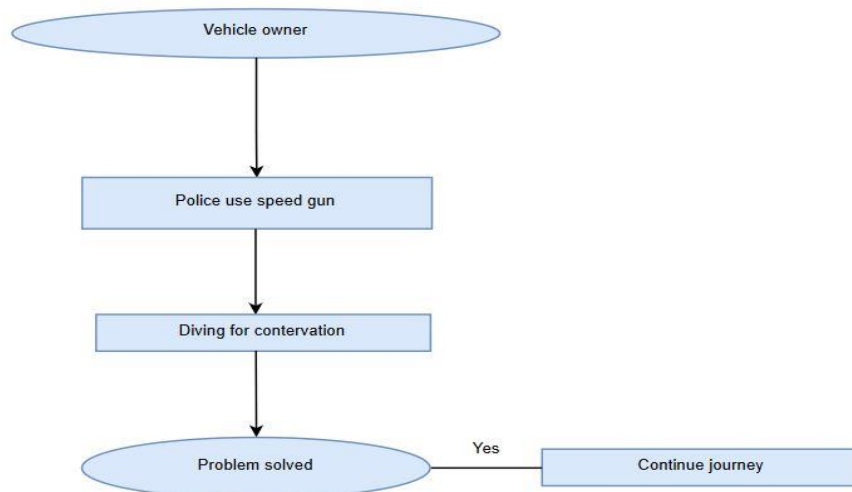 Vehicle owner
Police use speed gun
Diving for contervation
Problem solved
Yes
Continue journey